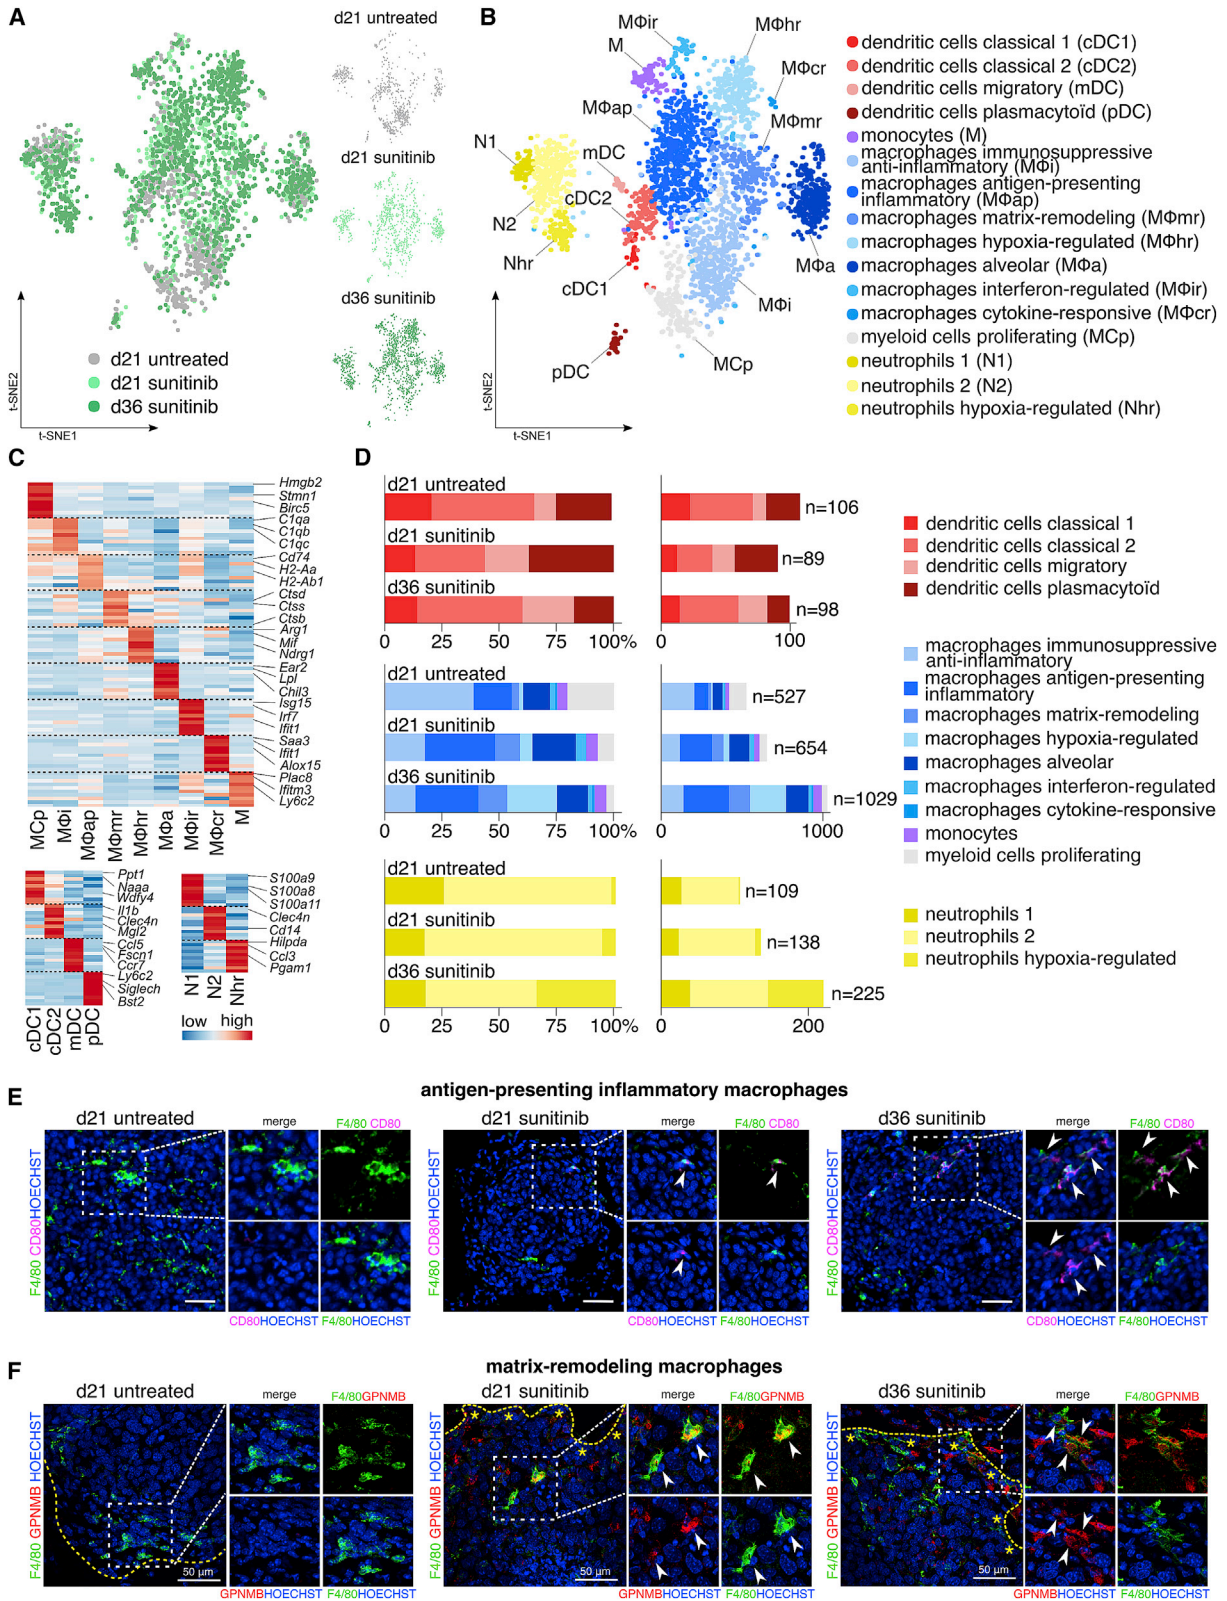 A
d21 untreated
d21 sunitinib
d36 sunitinib
d21 untreated
d21 sunitinib
d36 sunitinib
t-SNE2
t-SNE1
B
MΦir
M
MΦhr
MΦcr
MΦap
MΦmr
N1
mDC
cDC2
N2
Nhr
cDC1
MΦa
MΦi
MCp
pDC
t-SNE2
t-SNE1
dendritic cells classical 1 (cDC1)
dendritic cells classical 2 (cDC2)
dendritic cells migratory (mDC)
dendritic cells plasmacytoïd (pDC)
monocytes (M)
macrophages immunosuppressive
anti-inflammatory (MΦi)
macrophages antigen-presenting
inflammatory (MΦap)
macrophages matrix-remodeling (MΦmr)
macrophages hypoxia-regulated (MΦhr)
macrophages alveolar (MΦa)
macrophages interferon-regulated (MΦir)
macrophages cytokine-responsive (MΦcr)
myeloid cells proliferating (MCp)
neutrophils 1 (N1)
neutrophils 2 (N2)
neutrophils hypoxia-regulated (Nhr)
C
Hmgb2
Stmn1
Birc5
C1qa
C1qb
C1qc
Cd74
H2-Aa
H2-Ab1
Ctsd
Ctss
Ctsb
Arg1
Mif
Ndrg1
Ear2
Lpl
Chil3
Isg15
Irf7
Ifit1
Saa3
Ifit1
Alox15
Plac8
Ifitm3
Ly6c2
MCp
MΦi
MΦap
MΦmr
MΦhr
MΦa
MΦir
MΦcr
M
Ppt1
Naaa
Wdfy4
Il1b
Clec4n
Mgl2
Ccl5
Fscn1
Ccr7
Ly6c2
Siglech
Bst2
cDC1
cDC2
mDC
pDC
S100a9
S100a8
S100a11
Clec4n
Cd14
Hilpda
Ccl3
Pgam1
N1
N2
Nhr
low high
D
d21 untreated
n=106
d21 sunitinib
n=89
d36 sunitinib
n=98
0 25 50 75 100%
0 100
dendritic cells classical 1
dendritic cells classical 2
dendritic cells migratory
dendritic cells plasmacytoïd
d21 untreated
n=527
d21 sunitinib
n=654
d36 sunitinib
n=1029
0 25 50 75 100%
0 1000
macrophages immunosuppressive
anti-inflammatory
macrophages antigen-presenting
inflammatory
macrophages matrix-remodeling
macrophages hypoxia-regulated
macrophages alveolar
macrophages interferon-regulated
macrophages cytokine-responsive
monocytes
myeloid cells proliferating
d21 untreated
n=109
d21 sunitinib
n=138
d36 sunitinib
n=225
0 25 50 75 100%
0 200
neutrophils 1
neutrophils 2
neutrophils hypoxia-regulated
E
antigen-presenting inflammatory macrophages
d21 untreated
merge
F4/80 CD80
F4/80 CD80HOECHST
CD80HOECHST
F4/80HOECHST
d21 sunitinib
merge
F4/80 CD80
F4/80 CD80HOECHST
CD80HOECHST
F4/80HOECHST
d36 sunitinib
merge
F4/80 CD80
F4/80 CD80HOECHST
CD80HOECHST
F4/80HOECHST
F
matrix-remodeling macrophages
d21 untreated
merge
F4/80GPNMB
F4/80 GPNMB HOECHST
50 µm
GPNMBHOECHST
F4/80HOECHST
d21 sunitinib
merge
F4/80GPNMB
F4/80 GPNMB HOECHST
50 µm
GPNMBHOECHST
F4/80HOECHST
d36 sunitinib
merge
F4/80GPNMB
F4/80 GPNMB HOECHST
50 µm
GPNMBHOECHST
F4/80HOECHST